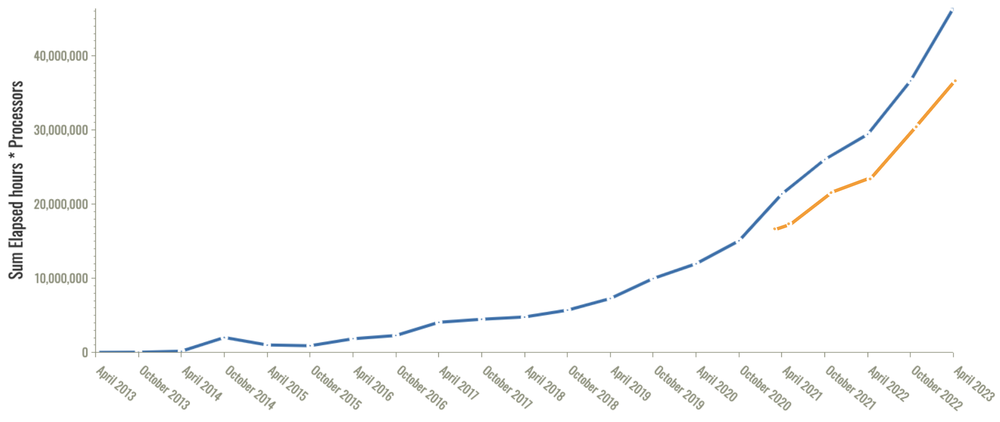 Sum Elapsed hours * Processors
40,000,000
30,000,000
20,000,000
10,000,000
0
April 2013
October 2013
April 2014
October 2014
April 2015
October 2015
April 2016
October 2016
April 2017
October 2017
April 2018
October 2018
April 2019
October 2019
April 2020
October 2020
April 2021
October 2021
April 2022
October 2022
April 2023